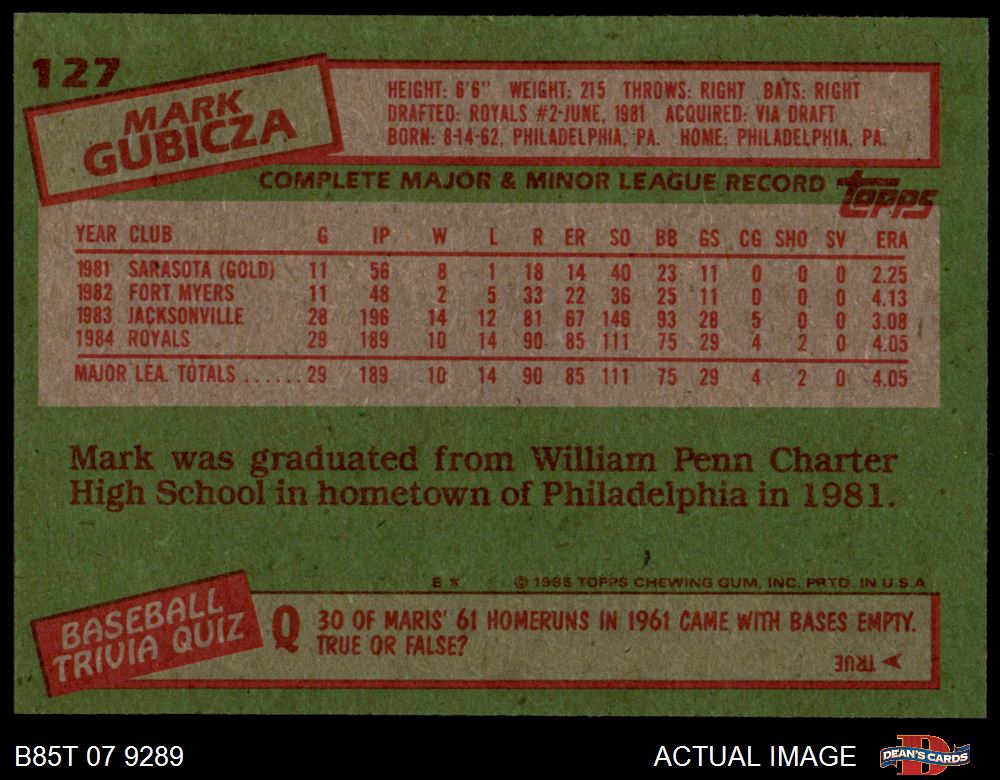 127
MARK
GUBICZA
HEIGHT: 6'6" WEIGHT: 215 THROWS: RIGHT BATS: RIGHT
DRAFTED: ROYALS #2-JUNE, 1981 ACQUIRED: VIA DRAFT
BORN: 8-14-62, PHILADELPHIA, PA. HOME: PHILADELPHIA, PA.
COMPLETE MAJOR & MINOR LEAGUE RECORD
topps
YEAR CLUB G IP W L R ER SO BB GS CG SHO SV ERA
1981 SARASOTA (GOLD) 11 56 8 1 18 14 40 23 11 0 0 0 2.25
1982 FORT MYERS 11 48 2 5 33 22 36 25 11 0 0 0 4.13
1983 JACKSONVILLE 28 196 14 12 81 67 146 93 28 5 0 0 3.08
1984 ROYALS 29 189 10 14 90 85 111 75 29 4 2 0 4.05
MAJOR LEA. TOTALS ...... 29 189 10 14 90 85 111 75 29 4 2 0 4.05
Mark was graduated from William Penn Charter
High School in hometown of Philadelphia in 1981.
E * © 1985 TOPPS CHEWING GUM, INC. PRTD. IN U.S.A
BASEBALL
TRIVIA QUIZ
Q 30 OF MARIS' 61 HOMERUNS IN 1961 CAME WITH BASES EMPTY.
TRUE OR FALSE?
TRUE
B85T 07 9289
ACTUAL IMAGE
D
DEAN'S CARDS